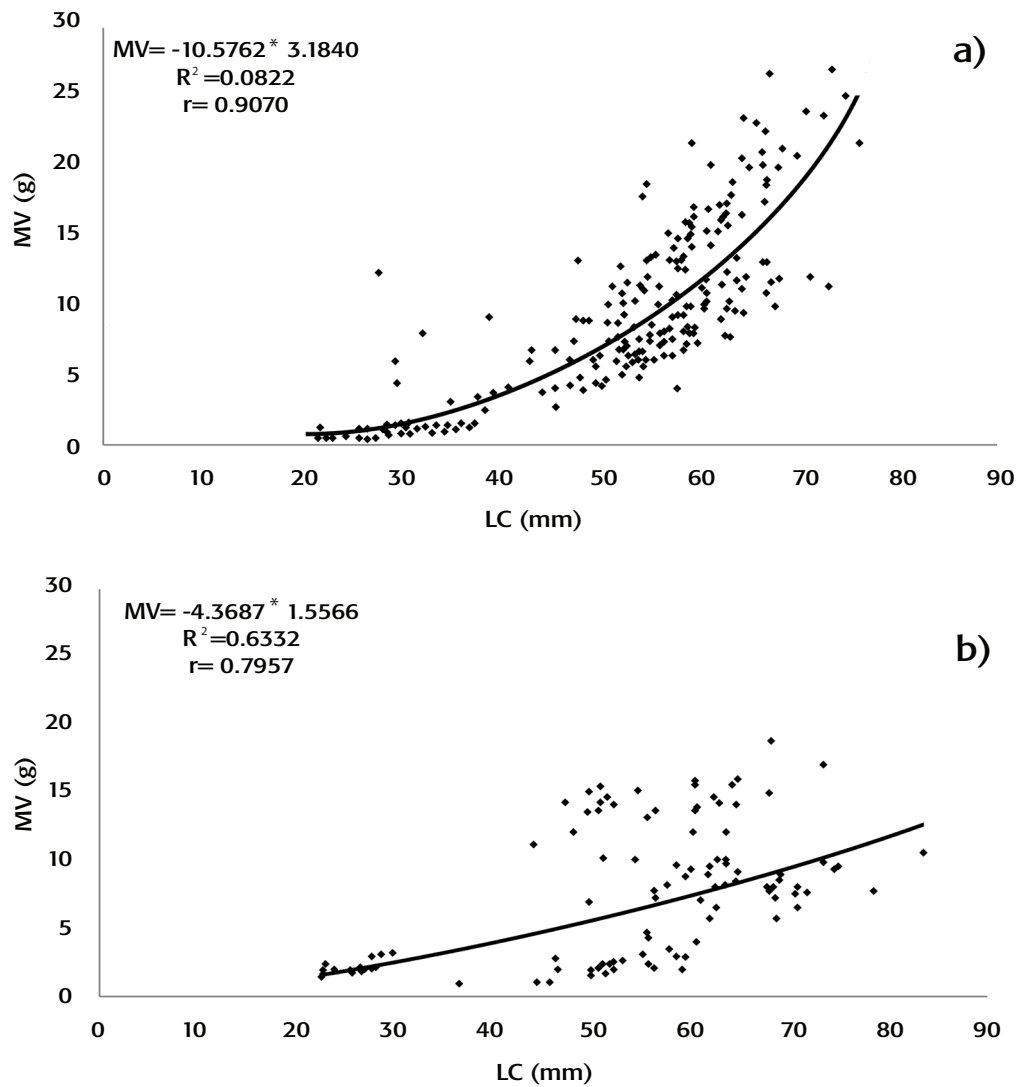 MV= -10.5762 * 3.1840
R²=0.0822
r= 0.9070
a)
30
25
20
15
10
5
0
MV (g)
0 10 20 30 40 50 60 70 80 90
LC (mm)
MV= -4.3687 * 1.5566
R²=0.6332
r= 0.7957
b)
30
25
20
15
10
5
0
MV (g)
0 10 20 30 40 50 60 70 80 90
LC (mm)